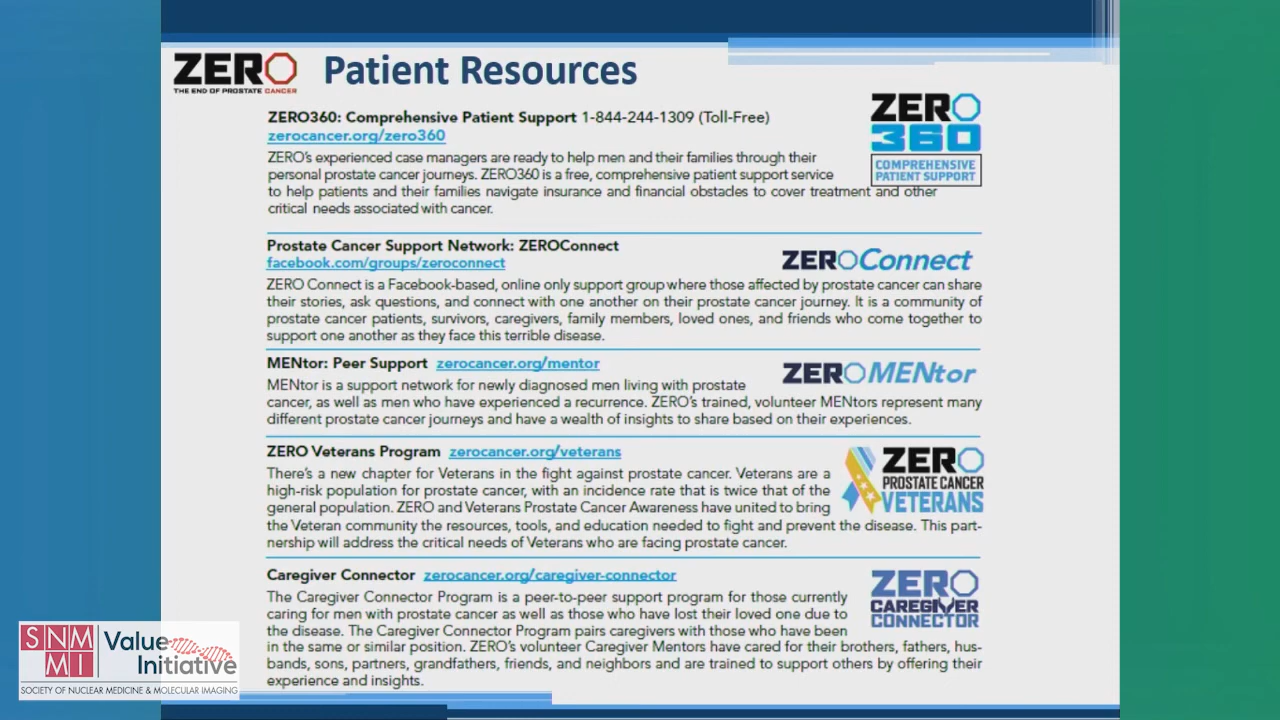 ZERO
THE END OF PROSTATE CANCER
Patient Resources
ZERO360: Comprehensive Patient Support 1-844-244-1309 (Toll-Free)
zerocancer.org/zero360
ZERO's experienced case managers are ready to help men and their families through their
personal prostate cancer journeys. ZERO360 is a free, comprehensive patient support service
to help patients and their families navigate insurance and financial obstacles to cover treatment and other
critical needs associated with cancer.
ZERO
360
COMPREHENSIVE
PATIENT SUPPORT
Prostate Cancer Support Network: ZEROConnect
facebook.com/groups/zeroconnect
ZEROConnect
ZERO Connect is a Facebook-based, online only support group where those affected by prostate cancer can share
their stories, ask questions, and connect with one another on their prostate cancer journey. It is a community of
prostate cancer patients, survivors, caregivers, family members, loved ones, and friends who come together to
support one another as they face this terrible disease.
MENtor: Peer Support zerocancer.org/mentor
ZEROMENtor
MENtor is a support network for newly diagnosed men living with prostate
cancer, as well as men who have experienced a recurrence. ZERO's trained, volunteer MENtors represent many
different prostate cancer journeys and have a wealth of insights to share based on their experiences.
ZERO Veterans Program zerocancer.org/veterans
There's a new chapter for Veterans in the fight against prostate cancer. Veterans are a
high-risk population for prostate cancer, with an incidence rate that is twice that of the
general population. ZERO and Veterans Prostate Cancer Awareness have united to bring
the Veteran community the resources, tools, and education needed to fight and prevent the disease. This part-
nership will address the critical needs of Veterans who are facing prostate cancer.
ZERO
PROSTATE CANCER
VETERANS
Caregiver Connector zerocancer.org/caregiver-connector
The Caregiver Connector Program is a peer-to-peer support program for those currently
caring for men with prostate cancer as well as those who have lost their loved one due to
the disease. The Caregiver Connector Program pairs caregivers with those who have been
in the same or similar position. ZERO's volunteer Caregiver Mentors have cared for their brothers, fathers, hus-
bands, sons, partners, grandfathers, friends, and neighbors and are trained to support others by offering their
experience and insights.
ZERO
CAREGIVER
CONNECTOR
SNM
MI
Value
Initiative
SOCIETY OF NUCLEAR MEDICINE & MOLECULAR IMAGING